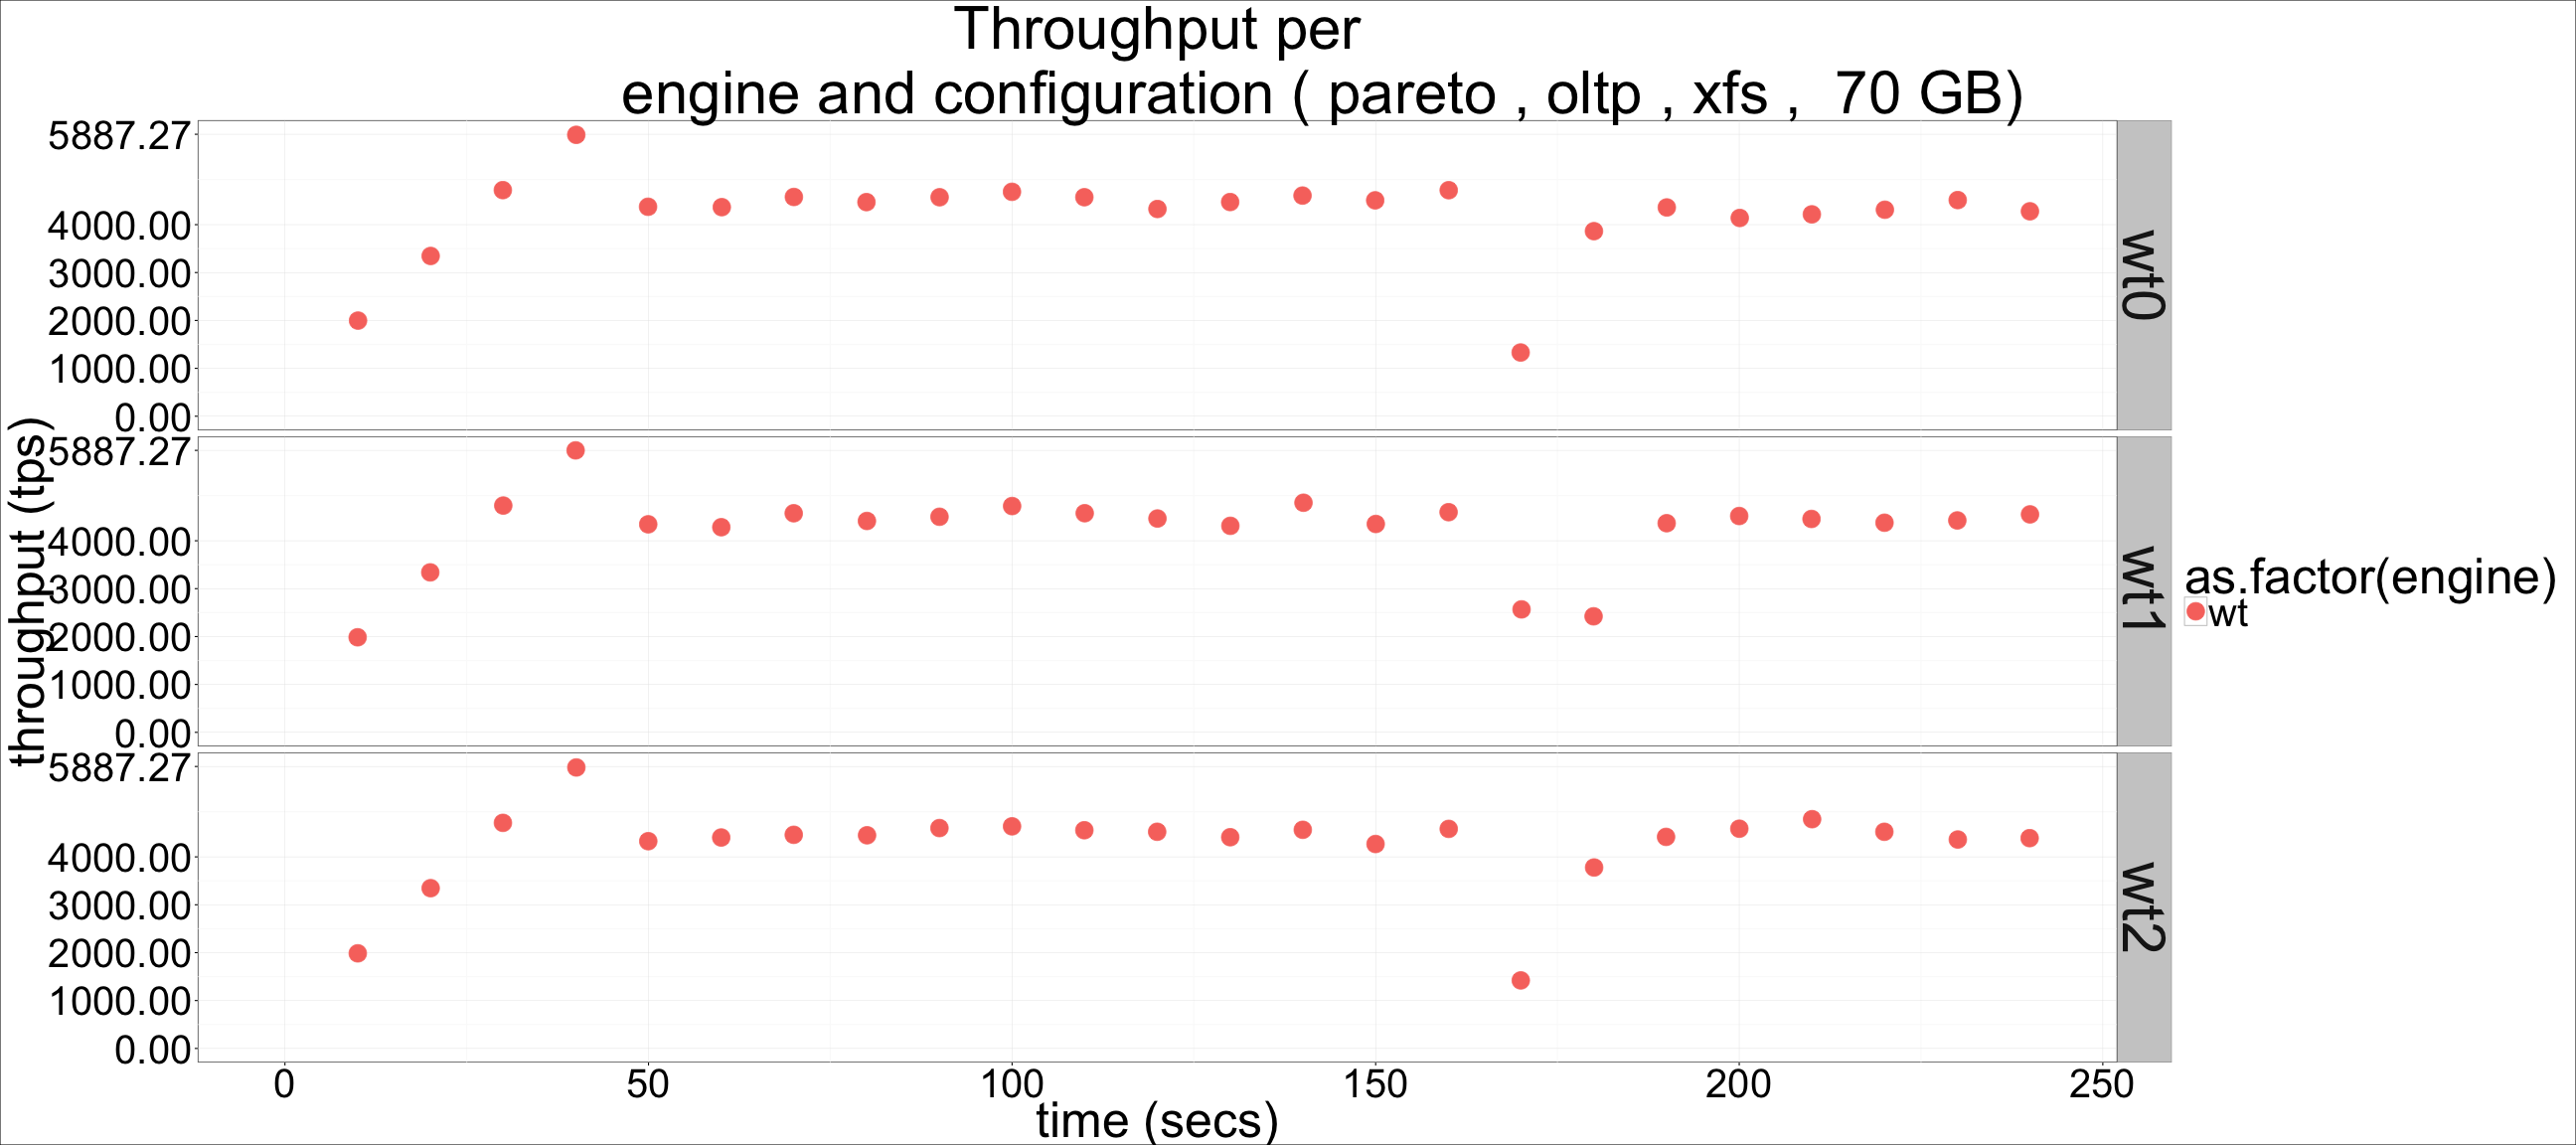 Throughput per
engine and configuration ( pareto , oltp , xfs ,  70 GB)
throughput (tps)
5887.27
4000.00
3000.00
2000.00
1000.00
0.00
wt0
5887.27
4000.00
3000.00
2000.00
1000.00
0.00
wt1
5887.27
4000.00
3000.00
2000.00
1000.00
0.00
wt2
0 50 100 150 200 250
time (secs)
as.factor(engine)
wt